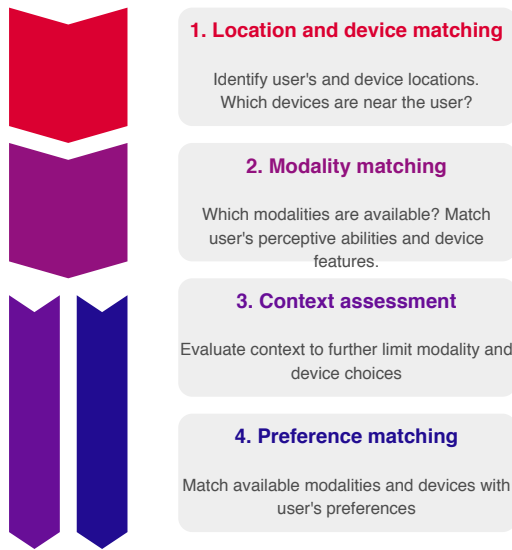 1. Location and device matching
Identify user's and device locations.
Which devices are near the user?
2. Modality matching
Which modalities are available? Match
user's perceptive abilities and device
features.
3. Context assessment
Evaluate context to further limit modality and
device choices
4. Preference matching
Match available modalities and devices with
user's preferences